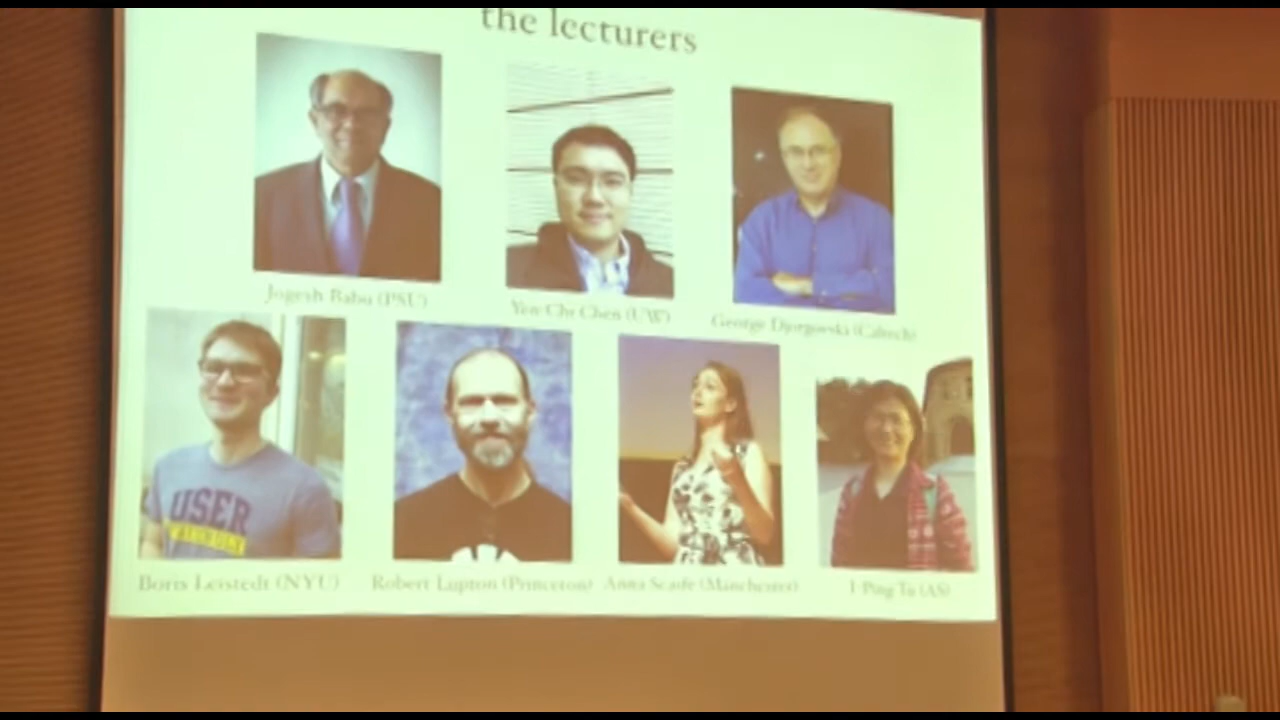 the lecturers
Jogesh Babu (PSU)
Yen-Chi Chen (UW)
George Djorgovski (Caltech)
USER
Boris Leistedt (NYU)
Robert Lupton (Princeton)
Anna Scaife (Manchester)
I-Ping Tu (AS)